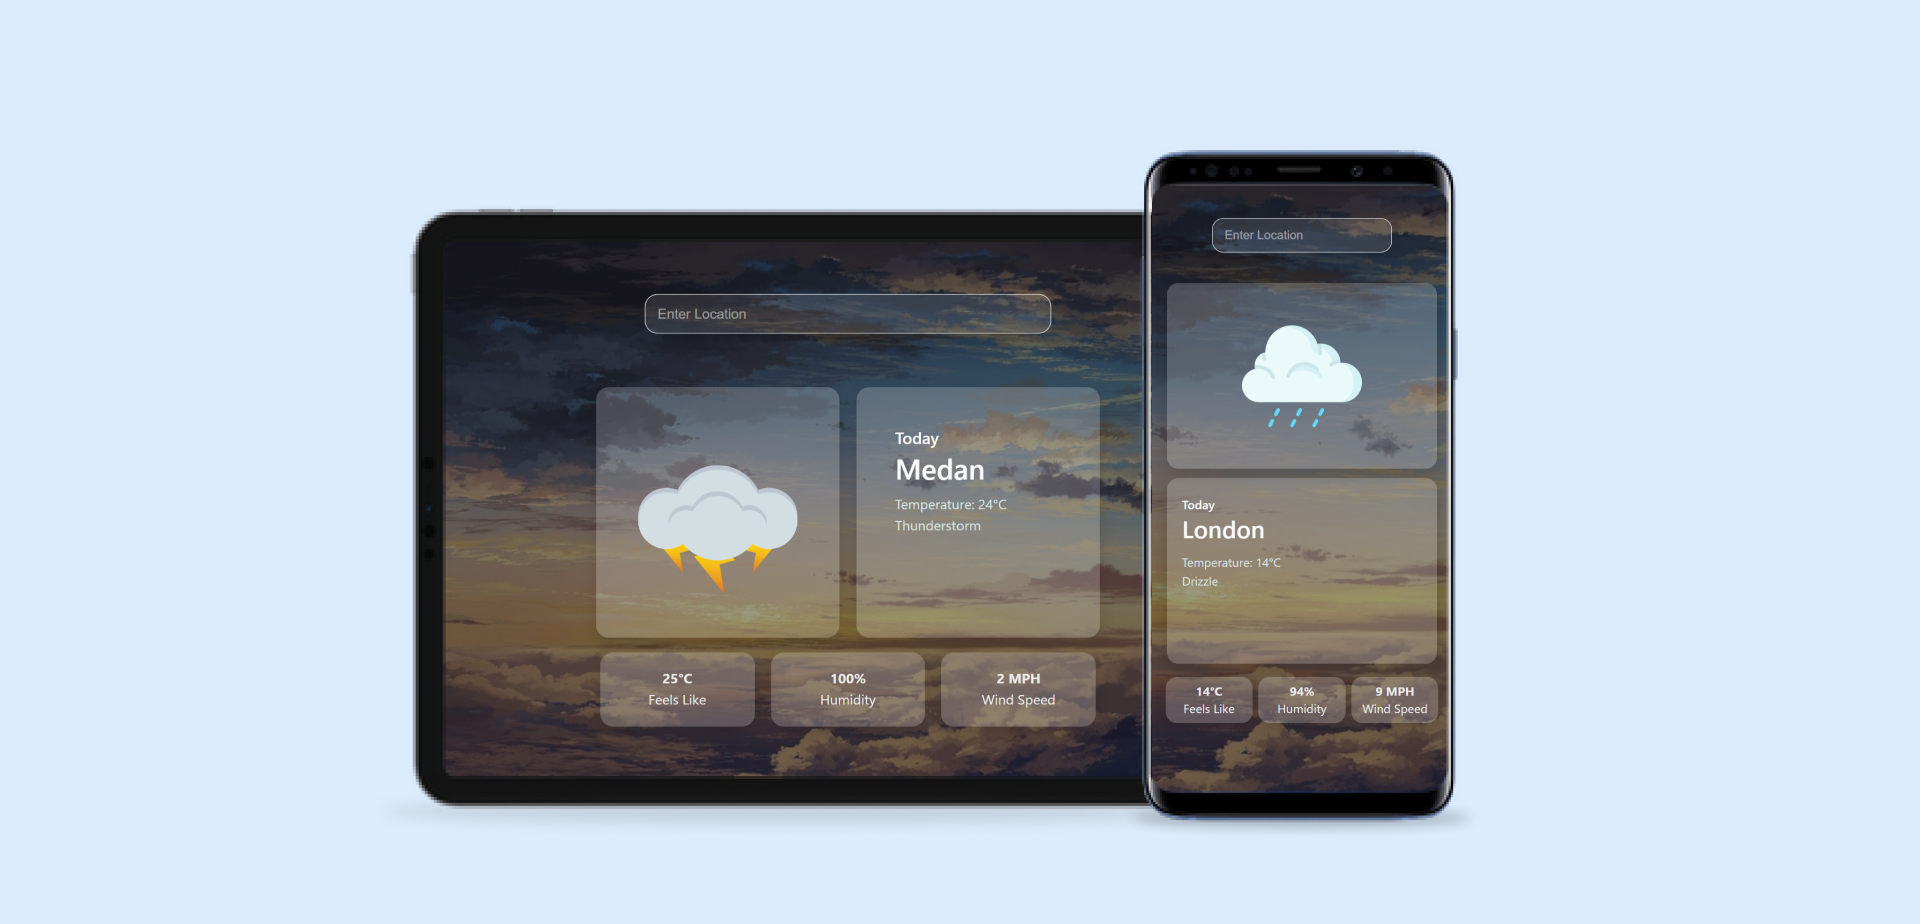 Enter Location
Today
Medan
Temperature: 24°C
Thunderstorm
25°C
Feels Like
100%
Humidity
2 MPH
Wind Speed
Enter Location
Today
London
Temperature: 14°C
Drizzle
14°C
Feels Like
94%
Humidity
9 MPH
Wind Speed